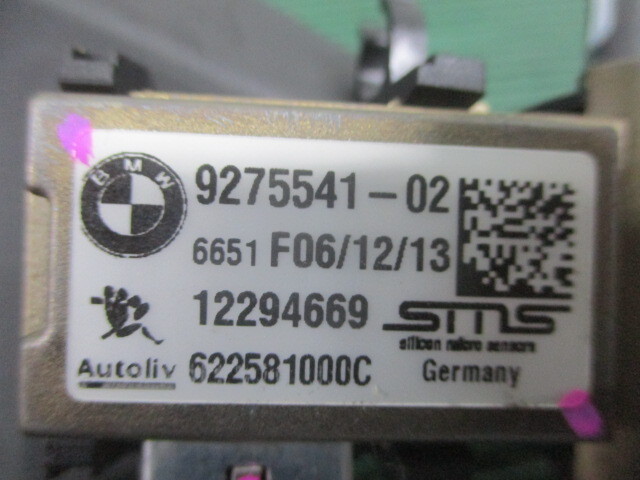 BMW
9275541-02
6651 F06/12/13
12294669 sms
silicon micro sensors
Autoliv 622581000C Germany